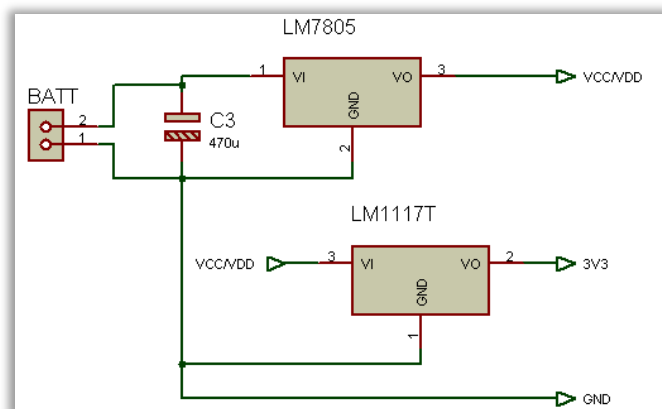 LM7805
1 VI VO 3 VCC/VDD
GND
2
BATT
2
1
C3
470u
LM1117T
VCC/VDD 3 VI VO 2 3V3
GND
1
GND